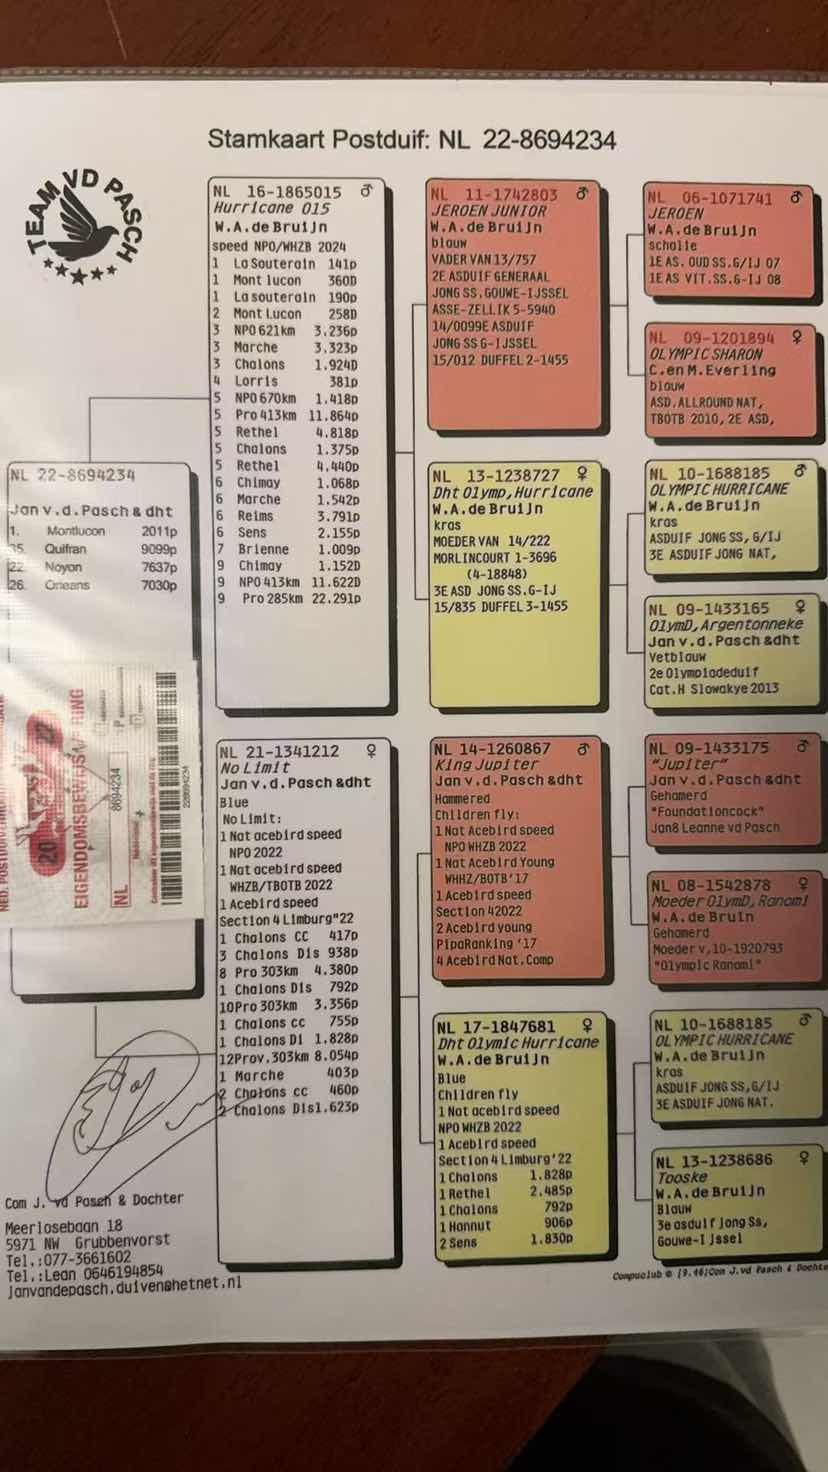 Stamkaart Postduif: NL 22-8694234
TEAM VD PASCH
NL 22-8694234
Jan v.d.Pasch & dht
1. Montlucon 2011p
Quifran 9099p
22. Noyon 7637p
26. 7030p
EIGENDOMSBEWIJS
RING
NL
8694234
NL 16-1865015 ♂
Hurricane 015
W.A.de Bruijn
speed NPO/WHZB 2024
1 La Souterain 141p
1 Mont lucon 360D
1 La souterain 190p
2 Mont Lucon 258D
3 NPO 621km 3.236p
3 Marche 3.323p
3 Chalons 1.924D
4 Lorris 381p
5 NPO 670km 1.418p
5 Pro 413km 11.864p
5 Rethel 4.818p
5 Chalons 1.375p
5 Rethel 4.440p
6 Chimay 1.068p
6 Marche 1.542p
6 Reims 3.791p
6 Sens 2.155p
7 Brienne 1.009p
9 Chimay 1.152D
9 NPO 413km 11.622D
9 Pro 285km 22.291p
NL 21-1341212 ♀
No Limit
Jan v.d.Pasch &dht
Blue
No Limit:
1 Nat acebird speed
NPO 2022
1 Nat acebird speed
WHZB/TBOTB 2022
1 Acebird speed
Section 4 Limburg"22
1 Chalons CC 417p
3 Chalons Dis 938p
8 Pro 303km 4.380p
1 Chalons Dis 792p
10Pro 303km 3.356p
1 Chalons cc 755p
1 Chalons Di 1.828p
12Prov.303km 8.054p
1 Marche 403p
2 Chalons cc 460p
2 Chalons Dis1.623p
NL 11-1742803 ♂
JEROEN JUNIOR
W.A.de Bruijn
blauw
VADER VAN 13/757
2E ASDUIF GENERAAL
JONG SS.GOUWE-IJSSEL
ASSE-ZELLIK 5-5940
14/0099E ASDUIF
JONG SS G-IJSSEL
15/012 DUFFEL 2-1455
NL 13-1238727 ♀
Dht Olymp,Hurricane
W.A.de Bruijn
kras
MOEDER VAN 14/222
MORLINCOURT 1-3696
(4-18848)
3E ASD JONG SS.G-IJ
15/835 DUFFEL 3-1455
NL 14-1260867 ♂
King Jupiter
Jan v.d.Pasch &dht
Hammered
Children fly:
1 Nat Acebird speed
NPO WHZB 2022
1 Nat Acebird Young
WHHZ/BOTB'17
1 Acebird speed
Section 42022
2 Acebird young
PipaRanking '17
4 Acebird Nat.Comp
NL 17-1847681 ♀
Dht Olymic Hurricane
W.A.de Bruijn
Blue
Children fly
1 Nat acebird speed
NPO WHZB 2022
1 Acebird speed
Section 4 Limburg'22
1 Chalons 1.828p
1 Rethel 2.485p
1 Chalons 792p
1 Hannut 906p
2 Sens 1.830p
NL 06-1071741 ♂
JEROEN
W.A.de Bruijn
schalie
1E AS. OUD SS.G/IJ 07
1E AS VIT.SS.G-IJ 08
NL 09-1201894 ♀
OLYMPIC SHARON
C.en M.Everling
blauw
ASD.ALLROUND NAT,
TBOTB 2010, 2E ASD,
NL 10-1688185 ♂
OLYMPIC HURRICANE
W.A.de Bruijn
kras
ASDUIF JONG SS, G/IJ
3E ASDUIF JONG NAT,
NL 09-1433165 ♀
OlymD,Argentonneke
Jan v.d.Pasch &dht
Vetblauw
2e Olympiadeduif
Cat.H Slowakye 2013
NL 09-1433175 ♂
"Jupiter"
Jan v.d.Pasch &dht
Gehamerd
"Foundationcock"
Jan& Leanne vd Pasch
NL 08-1542878 ♀
Moeder OlymD, Ranomi
W.A.de Bruin
Gehamerd
Moeder v,10-1920793
"Olympic Ranomi"
NL 10-1688185 ♂
OLYMPIC HURRICANE
W.A.de Bruijn
kras
ASDUIF JONG SS,G/IJ
3E ASDUIF JONG NAT.
NL 13-1238686 ♀
Tooske
W.A.de Bruijn
Blauw
3e asduif Jong Ss,
Gouwe-IJssel
Com J. vd Pasch & Dochter
Meerlosebaan 18
5971 NW Grubbenvorst
Tel.:077-3661602
Tel.:Lean 0646194854
janvandepasch.duiven@hetnet.nl
Compuclub © [9.46]Com J.vd Pasch & Dochte